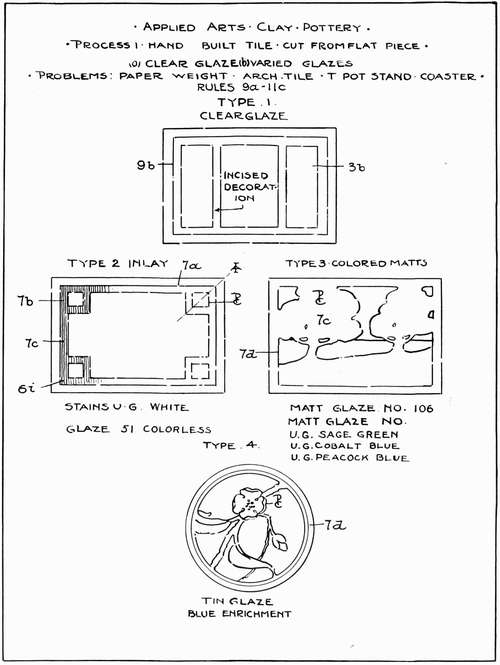 · APPLIED ARTS · CLAY · POTTERY ·
· PROCESS 1 · HAND BUILT TILE · CUT FROM FLAT PIECE ·
(a) CLEAR GLAZE (b) VARIED GLAZES
· PROBLEMS: PAPER WEIGHT · ARCH. TILE · T POT STAND · COASTER ·
RULES 9a-11c
TYPE . 1.
CLEAR GLAZE
9b
3b
INCISED
DECORAT-
ION
TYPE 2 INLAY
7a
7b
7c
6i
STAINS U·G. WHITE
GLAZE 51 COLORLESS
TYPE 3 · COLORED MATTS
7c
7d
MATT GLAZE NO. 106
MATT GLAZE NO.
U.G. SAGE GREEN
U.G. COBALT BLUE
U.G. PEACOCK BLUE
TYPE . 4.
7d
TIN GLAZE
BLUE ENRICHMENT